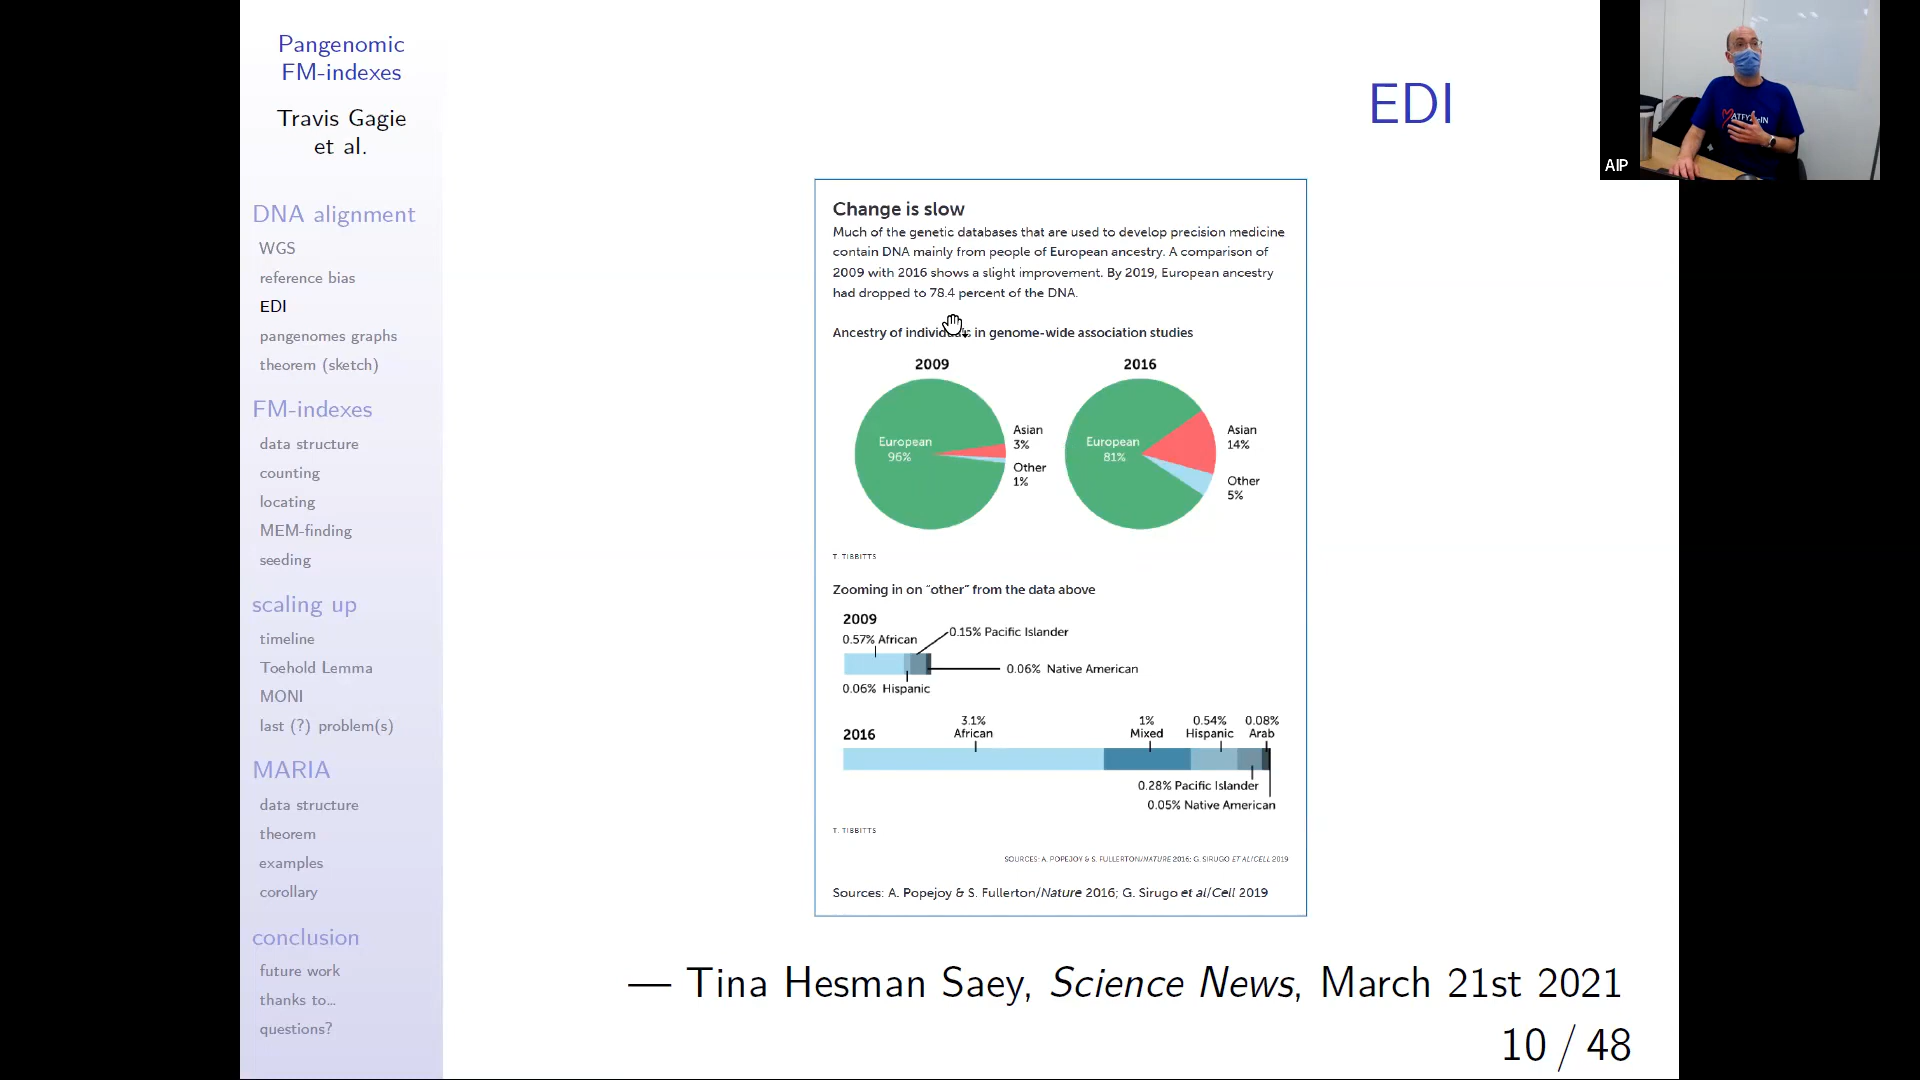 Pangenomic
FM-indexes
Travis Gagie
et al.
DNA alignment
WGS
reference bias
EDI
pangenomes graphs
theorem (sketch)
FM-indexes
data structure
counting
locating
MEM-finding
seeding
scaling up
timeline
Toehold Lemma
MONI
last (?) problem(s)
MARIA
data structure
theorem
examples
corollary
conclusion
future work
thanks to...
questions?
EDI
Change is slow
Much of the genetic databases that are used to develop precision medicine
contain DNA mainly from people of European ancestry. A comparison of
2009 with 2016 shows a slight improvement. By 2019, European ancestry
had dropped to 78.4 percent of the DNA.
Ancestry of individuals in genome-wide association studies
2009
European
96%
Asian
3%
Other
1%
2016
European
81%
Asian
14%
Other
5%
T. TIBBITTS
Zooming in on "other" from the data above
2009
0.57% African
0.15% Pacific Islander
0.06% Native American
0.06% Hispanic
2016
3.1%
African
1%
Mixed
0.54%
Hispanic
0.08%
Arab
0.28% Pacific Islander
0.05% Native American
T. TIBBITTS
SOURCES: A. POPEJOY & S. FULLERTON/NATURE 2016; G. SIRUGO ET AL/CELL 2019
Sources: A. Popejoy & S. Fullerton/Nature 2016; G. Sirugo et al/Cell 2019
— Tina Hesman Saey, Science News, March 21st 2021
10 / 48
AIP